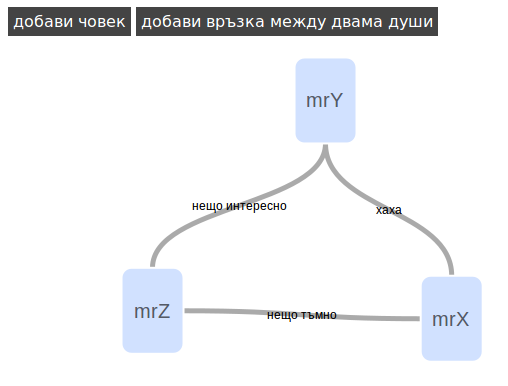 добави човек
добави връзка между двама души
mrY
нещо интересно
хаха
mrZ
нещо тъмно
mrX